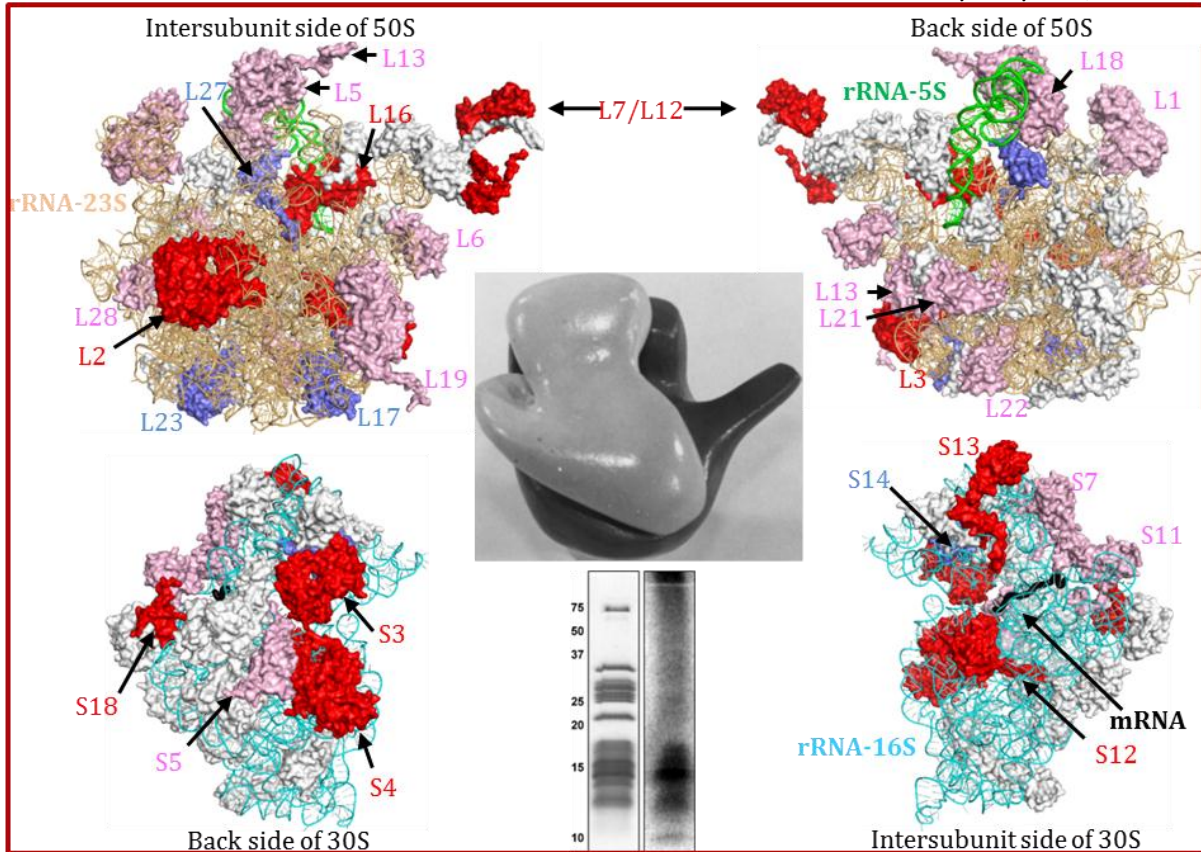 Intersubunit side of 50S
Back side of 50S
L13
L5
L27
L16
L7/L12
rRNA-5S
L18
L1
rRNA-23S
L6
L28
L2
L19
L23
L17
L13
L21
L3
L22
S3
S18
S5
S4
Back side of 30S
75
50
37
25
20
15
10
S13
S14
S7
S11
mRNA
rRNA-16S
S12
Intersubunit side of 30S